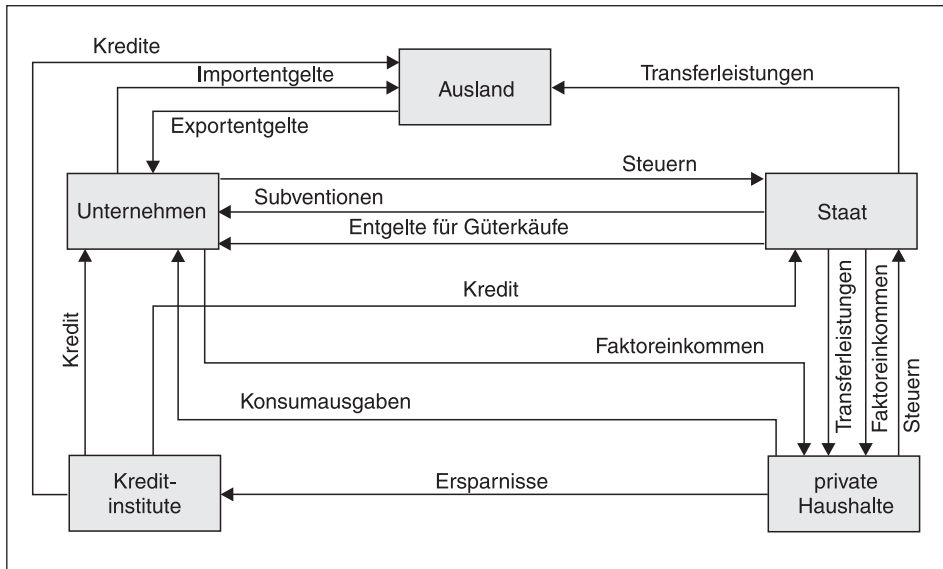 Kredite
Importentgelte
Ausland
Transferleistungen
Exportentgelte
Steuern
Unternehmen
Subventionen
Staat
Entgelte für Güterkäufe
Kredit
Kredit
Faktoreinkommen
Transferleistungen
Faktoreinkommen
Steuern
Konsumausgaben
Kredit-
institute
Ersparnisse
private
Haushalte